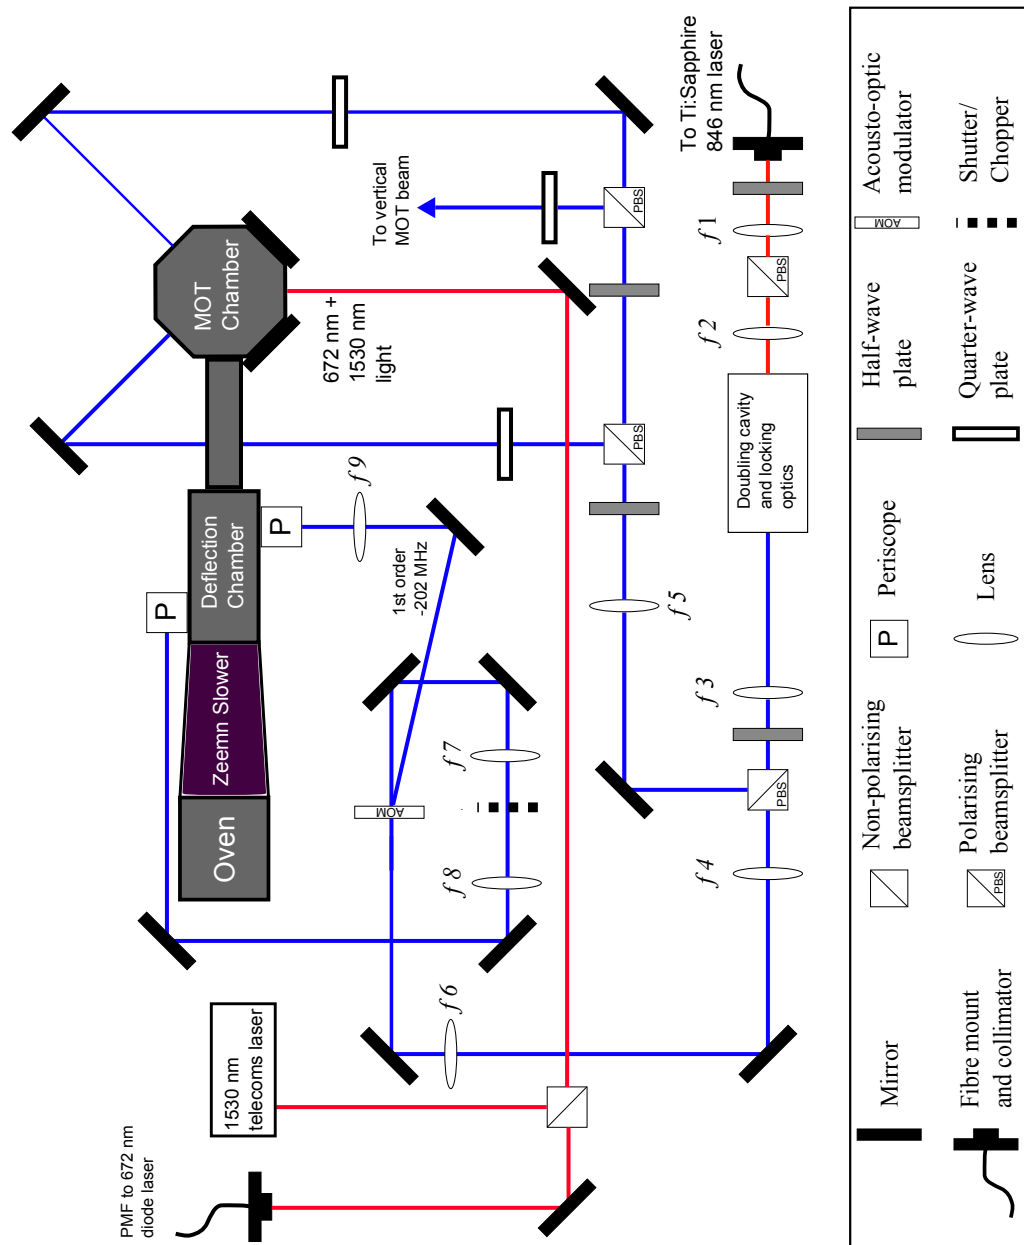 To Ti:Sapphire
846 nm laser
To vertical
MOT beam
MOT
Chamber
672 nm +
1530 nm
light
PBS
PBS
PBS
PBS
f1
f2
Doubling cavity
and locking
optics
f9
P
P
Deflection
Chamber
Zeemn Slower
Oven
1st order
-202 MHz
f5
f3
f7
AOM
f8
f4
f6
1530 nm
telecoms laser
PMF to 672 nm
diode laser
Mirror
Fibre mount
and collimator
Non-polarising
beamsplitter
PBS
Polarising
beamsplitter
P
Periscope
Lens
Half-wave
plate
Quarter-wave
plate
AOM
Acousto-optic
modulator
Shutter/
Chopper